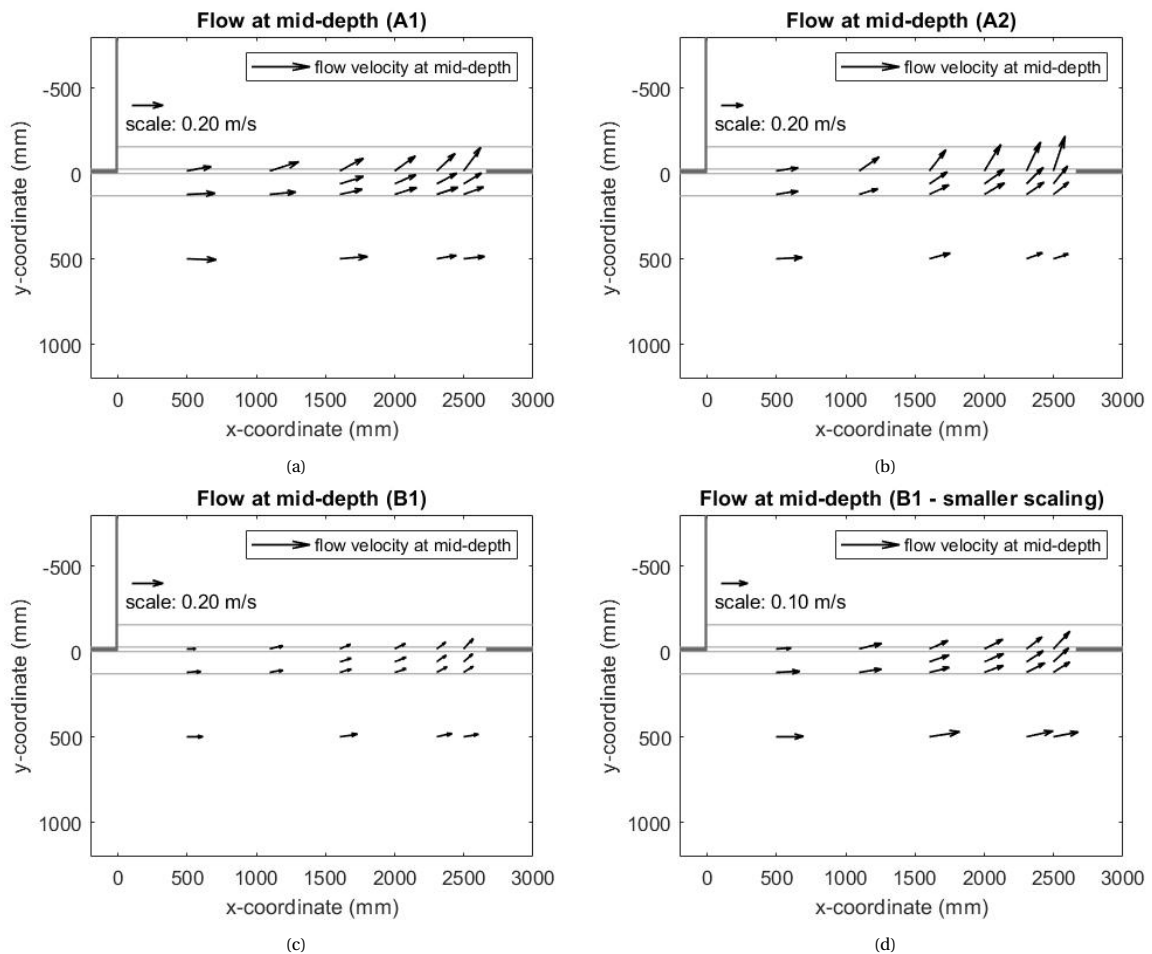 Flow at mid-depth (A1)
flow velocity at mid-depth
-500
scale: 0.20 m/s
0
500
1000
y-coordinate (mm)
0 500 1000 1500 2000 2500 3000
x-coordinate (mm)
(a)
Flow at mid-depth (A2)
flow velocity at mid-depth
-500
scale: 0.20 m/s
0
500
1000
y-coordinate (mm)
0 500 1000 1500 2000 2500 3000
x-coordinate (mm)
(b)
Flow at mid-depth (B1)
flow velocity at mid-depth
-500
scale: 0.20 m/s
0
500
1000
y-coordinate (mm)
0 500 1000 1500 2000 2500 3000
x-coordinate (mm)
(c)
Flow at mid-depth (B1 - smaller scaling)
flow velocity at mid-depth
-500
scale: 0.10 m/s
0
500
1000
y-coordinate (mm)
0 500 1000 1500 2000 2500 3000
x-coordinate (mm)
(d)